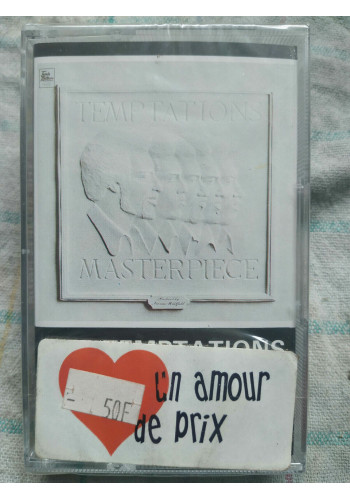 TEMPTATIONS
MASTERPIECE
TEMPTATIONS
Un amour
de prix
50F